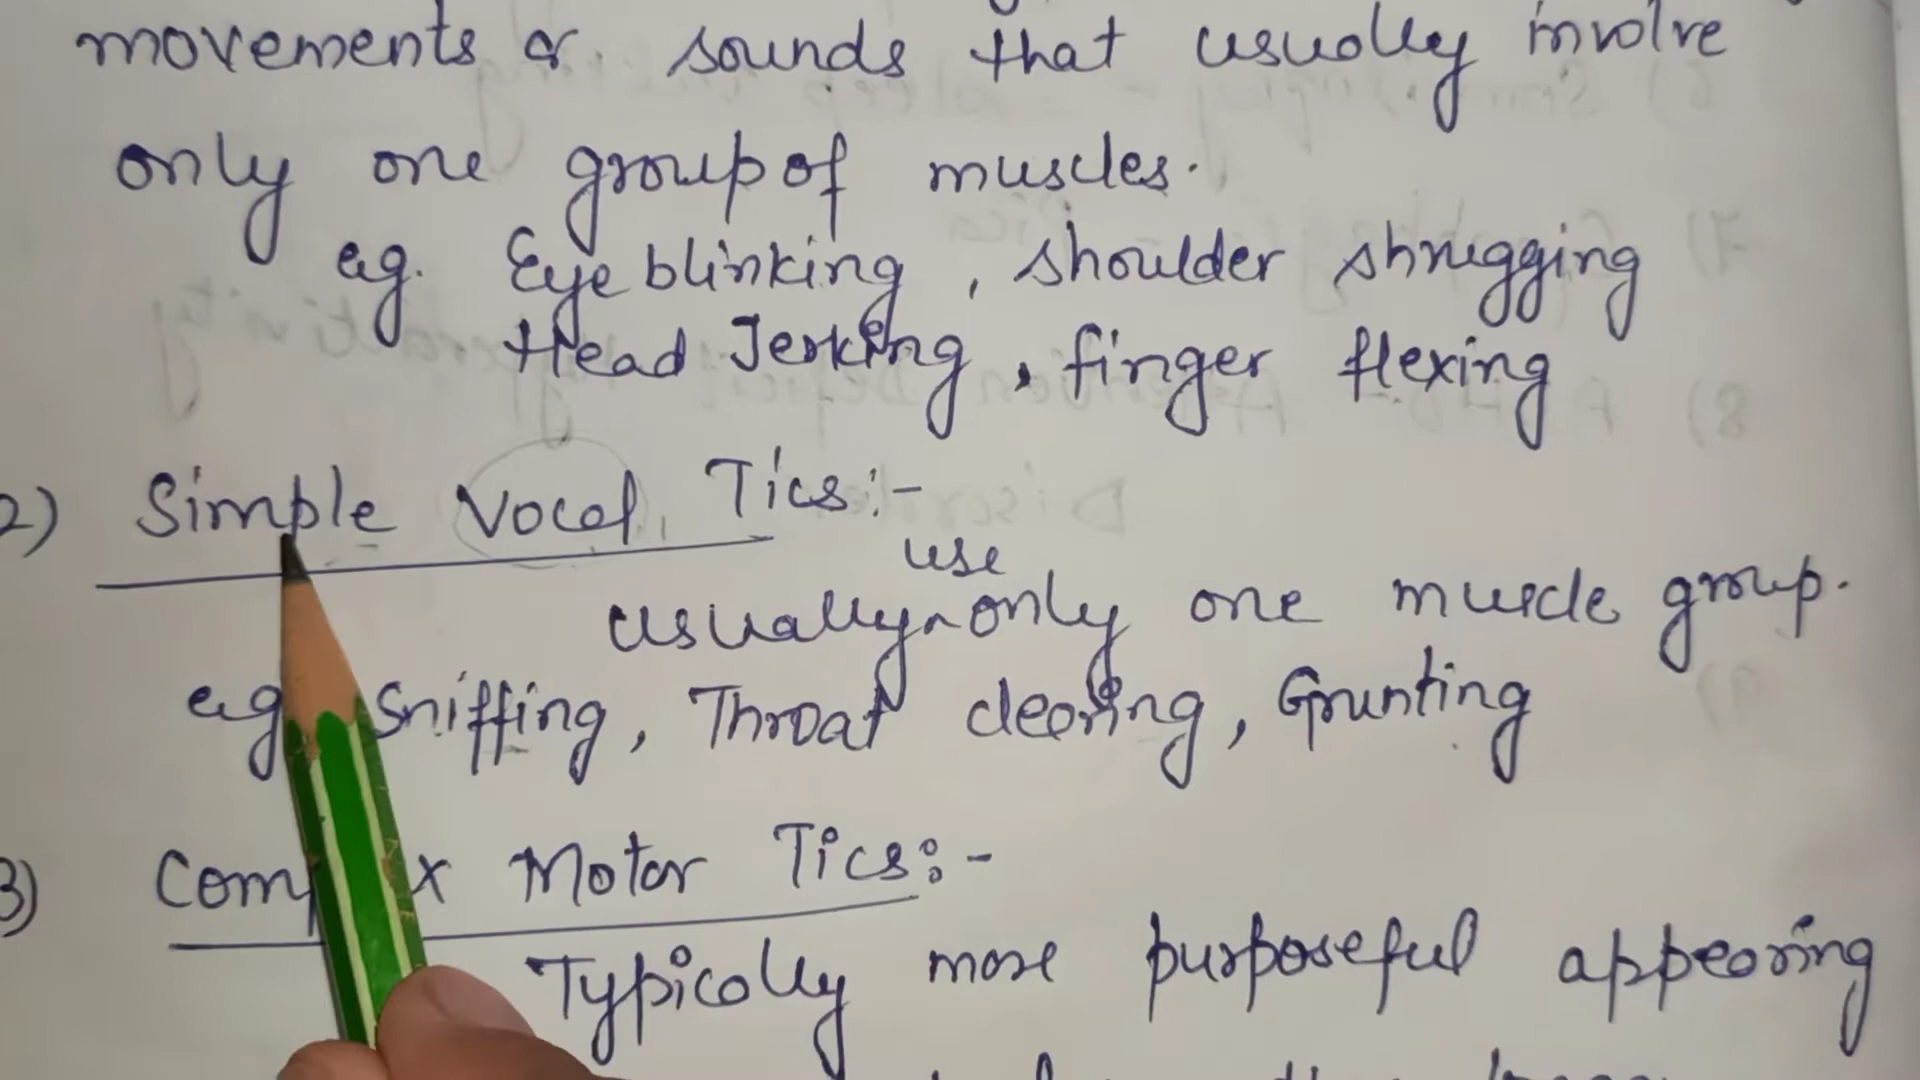 movements or sounds that usually involve
only one group of muscles.
eg. Eye blinking, shoulder shrugging
Head Jerking, finger flexing
2) Simple Vocal Tics:-
use
usually only one muscle group.
eg Sniffing, Throat clearing, Grunting
3) Complex Motor Tics:-
Typically more purposeful appearing